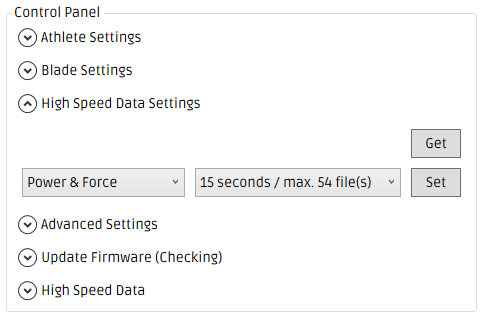 Control Panel
Athlete Settings
Blade Settings
High Speed Data Settings
Get
Power & Force 15 seconds / max. 54 file(s) Set
Advanced Settings
Update Firmware (Checking)
High Speed Data